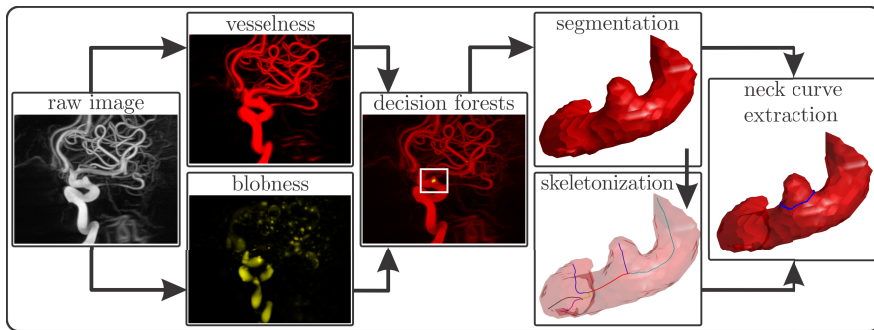 vesselness
segmentation
raw image
decision forests
neck curve
extraction
blobness
skeletonization